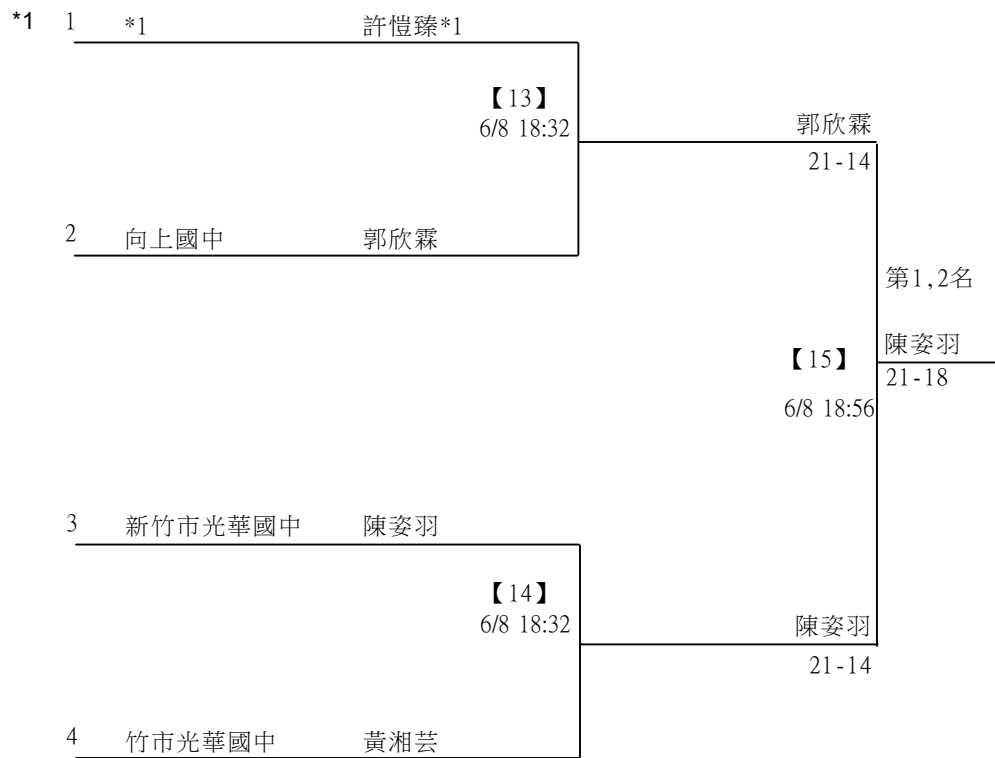 *1 1 *1 許愷臻*1
【13】
6/8 18:32
郭欣霖
21-14
2 向上國中 郭欣霖
第1,2名
陳姿羽
【15】
21-18
6/8 18:56
3 新竹市光華國中 陳姿羽
【14】
6/8 18:32
陳姿羽
21-14
4 竹市光華國中 黃湘芸